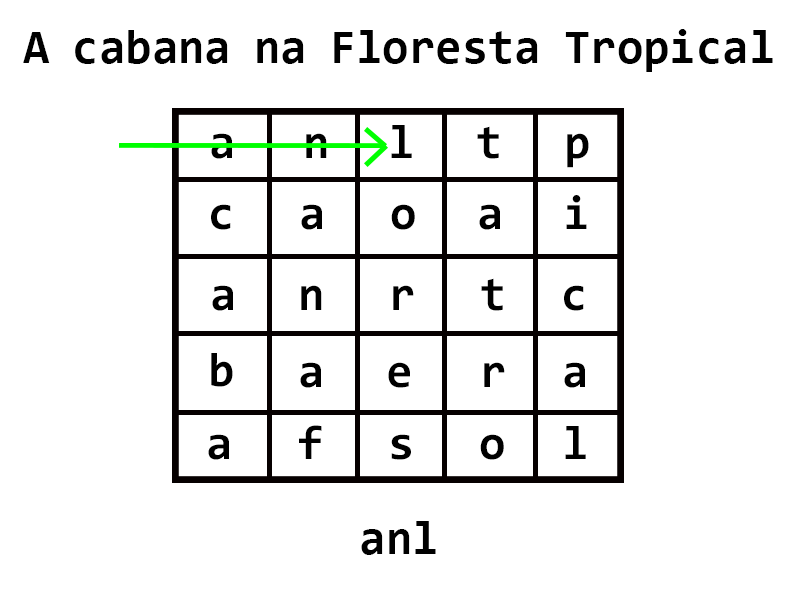 A cabana na Floresta Tropical
a n l t p
c a o a i
a n r t c
b a e r a
a f s o l
anl